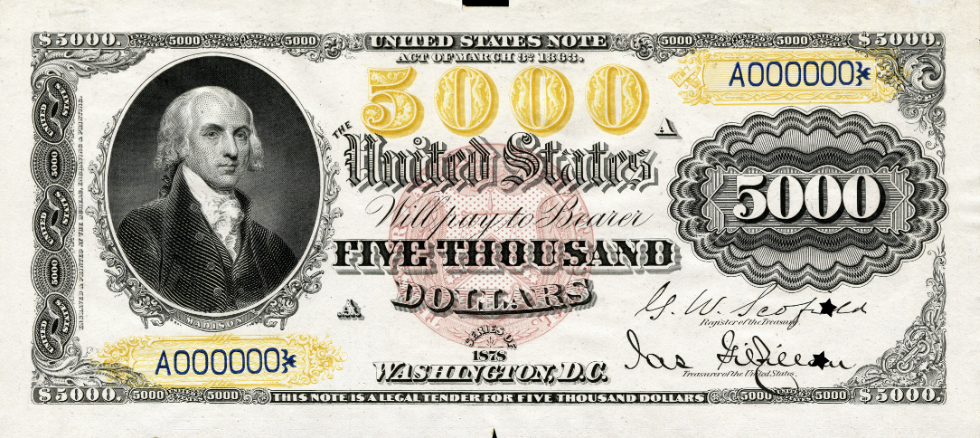 $5000. 5000 5000 UNITED STATES NOTE 5000 5000 $5000.
ACT OF MARCH 3RD 1863.
5000
A000000
THE
A
United States
Will pay to Bearer
5000
FIVE THOUSAND
DOLLARS
A
MADISON.
G. W. Scofield
Register of the Treasury.
SERIES OF
1878
A000000
Jas Gilfillan
Treasurer of the United States.
WASHINGTON, D.C.
$5000. 5000 5000 THIS NOTE IS A LEGAL TENDER FOR FIVE THOUSAND DOLLARS 5000 5000 $5000.
5000
5000